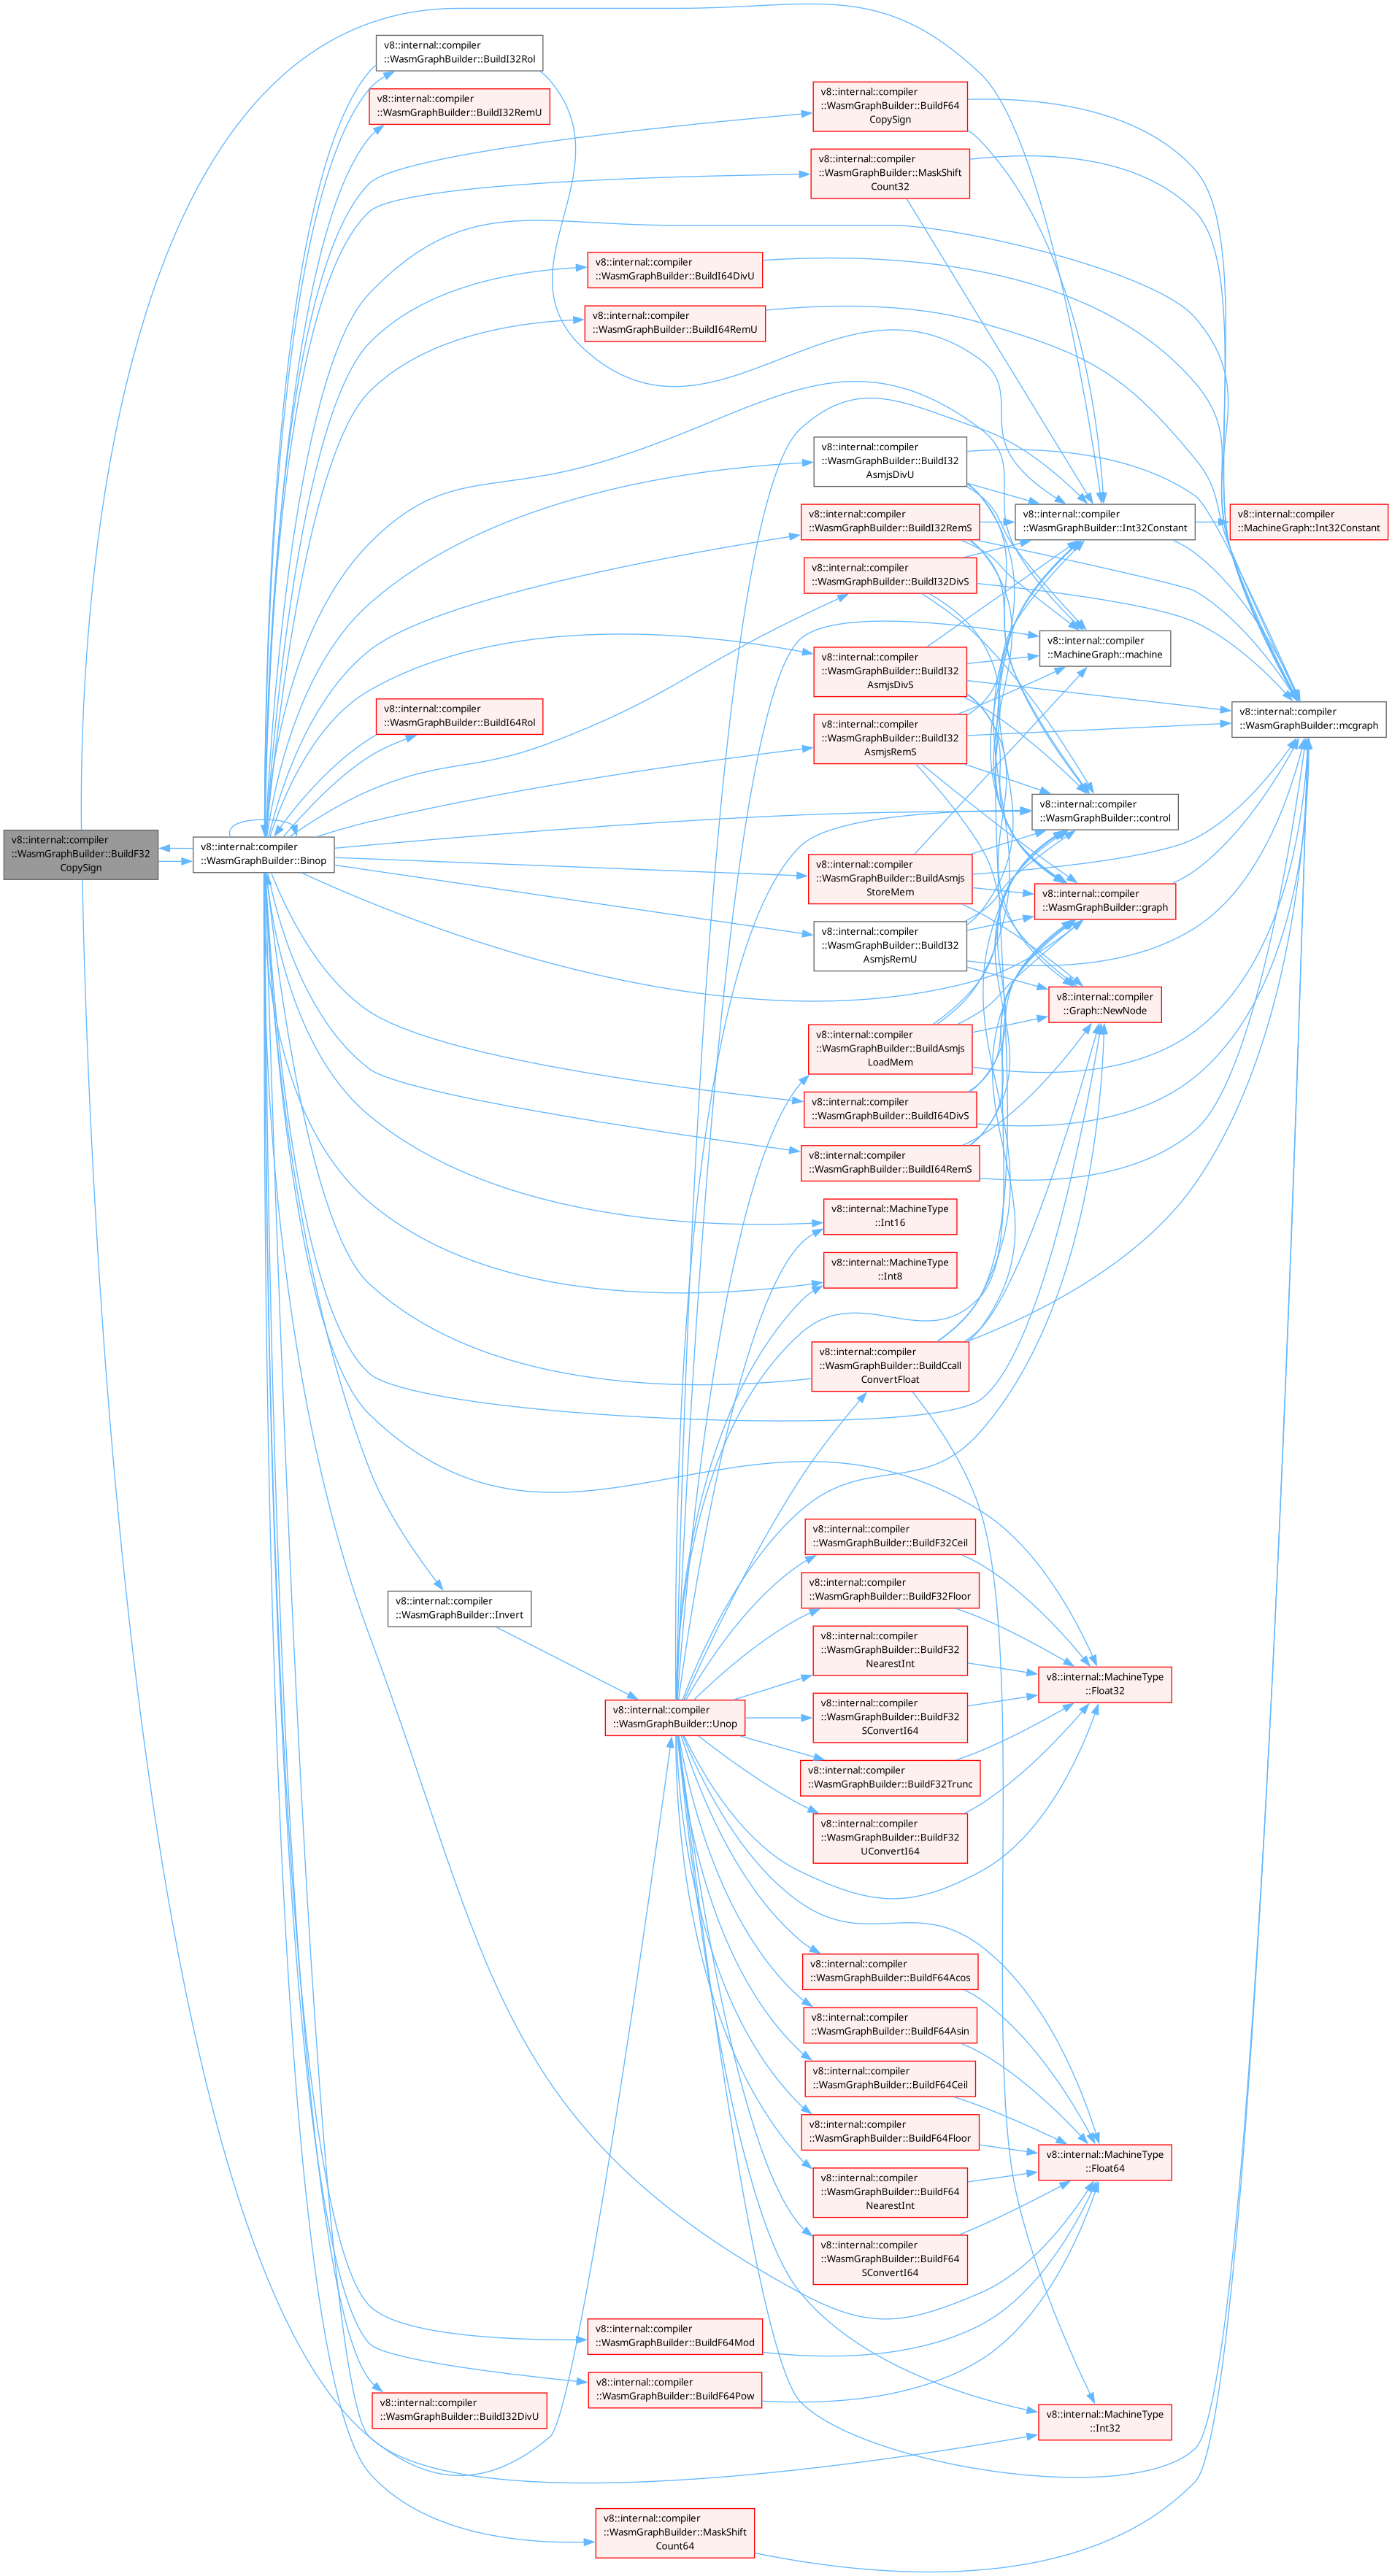 v8::internal::compiler
::WasmGraphBuilder::BuildI32Rol
v8::internal::compiler
::WasmGraphBuilder::BuildI32RemU
v8::internal::compiler
::WasmGraphBuilder::BuildF64
CopySign
v8::internal::compiler
::WasmGraphBuilder::MaskShift
Count32
v8::internal::compiler
::WasmGraphBuilder::BuildI64DivU
v8::internal::compiler
::WasmGraphBuilder::BuildI64RemU
v8::internal::compiler
::WasmGraphBuilder::BuildI32
AsmjsDivU
v8::internal::compiler
::WasmGraphBuilder::BuildI32RemS
v8::internal::compiler
::WasmGraphBuilder::Int32Constant
v8::internal::compiler
::MachineGraph::Int32Constant
v8::internal::compiler
::WasmGraphBuilder::BuildI32DivS
v8::internal::compiler
::MachineGraph::machine
v8::internal::compiler
::WasmGraphBuilder::BuildI32
AsmjsDivS
v8::internal::compiler
::WasmGraphBuilder::BuildI64Rol
v8::internal::compiler
::WasmGraphBuilder::BuildI32
AsmjsRemS
v8::internal::compiler
::WasmGraphBuilder::mcgraph
v8::internal::compiler
::WasmGraphBuilder::control
v8::internal::compiler
::WasmGraphBuilder::BuildF32
CopySign
v8::internal::compiler
::WasmGraphBuilder::Binop
v8::internal::compiler
::WasmGraphBuilder::BuildAsmjs
StoreMem
v8::internal::compiler
::WasmGraphBuilder::graph
v8::internal::compiler
::WasmGraphBuilder::BuildI32
AsmjsRemU
v8::internal::compiler
::Graph::NewNode
v8::internal::compiler
::WasmGraphBuilder::BuildAsmjs
LoadMem
v8::internal::compiler
::WasmGraphBuilder::BuildI64DivS
v8::internal::compiler
::WasmGraphBuilder::BuildI64RemS
v8::internal::MachineType
::Int16
v8::internal::MachineType
::Int8
v8::internal::compiler
::WasmGraphBuilder::BuildCcall
ConvertFloat
v8::internal::compiler
::WasmGraphBuilder::BuildF32Ceil
v8::internal::compiler
::WasmGraphBuilder::Invert
v8::internal::compiler
::WasmGraphBuilder::BuildF32Floor
v8::internal::compiler
::WasmGraphBuilder::BuildF32
NearestInt
v8::internal::MachineType
::Float32
v8::internal::compiler
::WasmGraphBuilder::Unop
v8::internal::compiler
::WasmGraphBuilder::BuildF32
SConvertI64
v8::internal::compiler
::WasmGraphBuilder::BuildF32Trunc
v8::internal::compiler
::WasmGraphBuilder::BuildF32
UConvertI64
v8::internal::compiler
::WasmGraphBuilder::BuildF64Acos
v8::internal::compiler
::WasmGraphBuilder::BuildF64Asin
v8::internal::compiler
::WasmGraphBuilder::BuildF64Ceil
v8::internal::compiler
::WasmGraphBuilder::BuildF64Floor
v8::internal::MachineType
::Float64
v8::internal::compiler
::WasmGraphBuilder::BuildF64
NearestInt
v8::internal::compiler
::WasmGraphBuilder::BuildF64
SConvertI64
v8::internal::compiler
::WasmGraphBuilder::BuildF64Mod
v8::internal::compiler
::WasmGraphBuilder::BuildF64Pow
v8::internal::compiler
::WasmGraphBuilder::BuildI32DivU
v8::internal::MachineType
::Int32
v8::internal::compiler
::WasmGraphBuilder::MaskShift
Count64